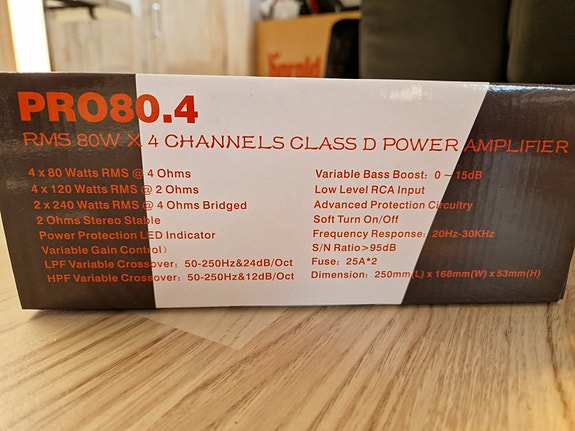 PRO80.4
RMS 80W X 4 CHANNELS CLASS D POWER AMPLIFIER
4 x 80 Watts RMS @ 4 Ohms
4 x 120 Watts RMS @ 2 Ohms
2 x 240 Watts RMS @ 4 Ohms Bridged
2 Ohms Stereo Stable
Power Protection LED Indicator
Variable Gain Control）
LPF Variable Crossover: 50-250Hz&24dB/Oct
HPF Variable Crossover: 50-250Hz&12dB/Oct
Variable Bass Boost: 0 ~ 15dB
Low Level RCA Input
Advanced Protection Circuitry
Soft Turn On/Off
Frequency Response: 20Hz-30KHz
S/N Ratio>95dB
Fuse: 25A*2
Dimension: 250mm(L) x 168mm(W) x 53mm(H)